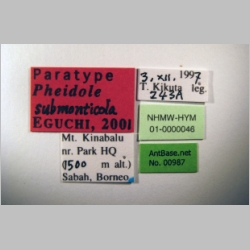 Paratype
Pheidole
submonticola
EGUCHI, 2001
Mt. Kinabalu
nr. Park HQ
(1500 m alt.)
Sabah, Borneo
3, XII, 1997
T. Kikuta leg.
243A
NHMW-HYM
01-0000046
AntBase.net
No. 00987